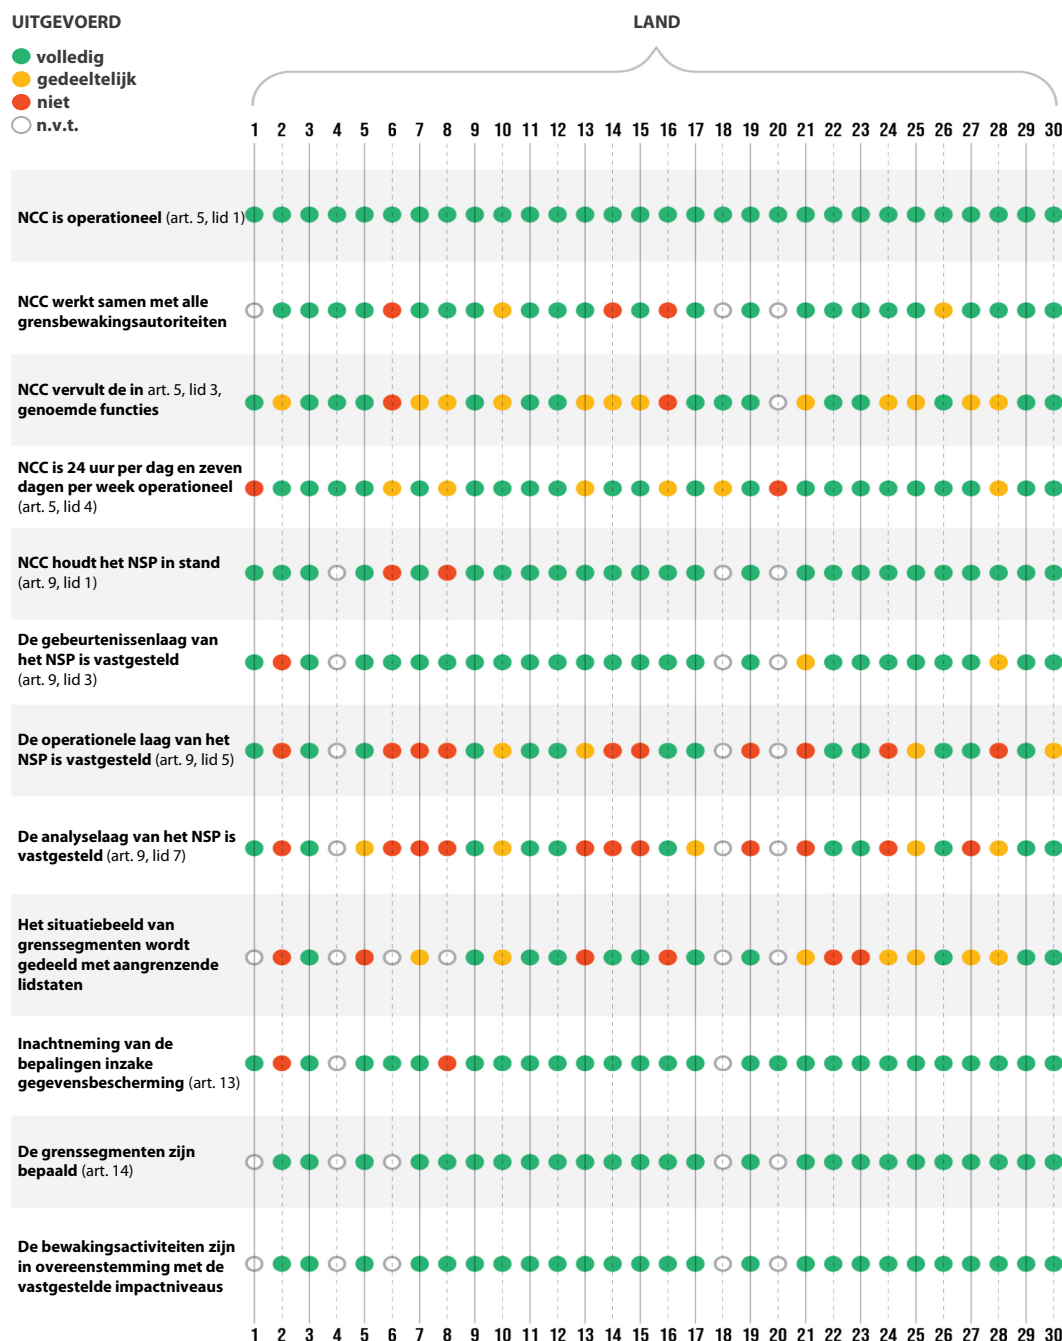 UITGEVOERD
LAND
volledig
gedeeltelijk
niet
n.v.t.
1 2 3 4 5 6 7 8 9 10 11 12 13 14 15 16 17 18 19 20 21 22 23 24 25 26 27 28 29 30
NCC is operationeel (art. 5, lid 1)
NCC werkt samen met alle
grensbewakingsautoriteiten
NCC vervult de in art. 5, lid 3,
genoemde functies
NCC is 24 uur per dag en zeven
dagen per week operationeel
(art. 5, lid 4)
NCC houdt het NSP in stand
(art. 9, lid 1)
De gebeurtenissenlaag van
het NSP is vastgesteld
(art. 9, lid 3)
De operationele laag van het
NSP is vastgesteld (art. 9, lid 5)
De analyselaag van het NSP is
vastgesteld (art. 9, lid 7)
Het situatiebeeld van
grenssegmenten wordt
gedeeld met aangrenzende
lidstaten
Inachtneming van de
bepalingen inzake
gegevensbescherming (art. 13)
De grenssegmenten zijn
bepaald (art. 14)
De bewakingsactiviteiten zijn
in overeenstemming met de
vastgestelde impactniveaus
1 2 3 4 5 6 7 8 9 10 11 12 13 14 15 16 17 18 19 20 21 22 23 24 25 26 27 28 29 30